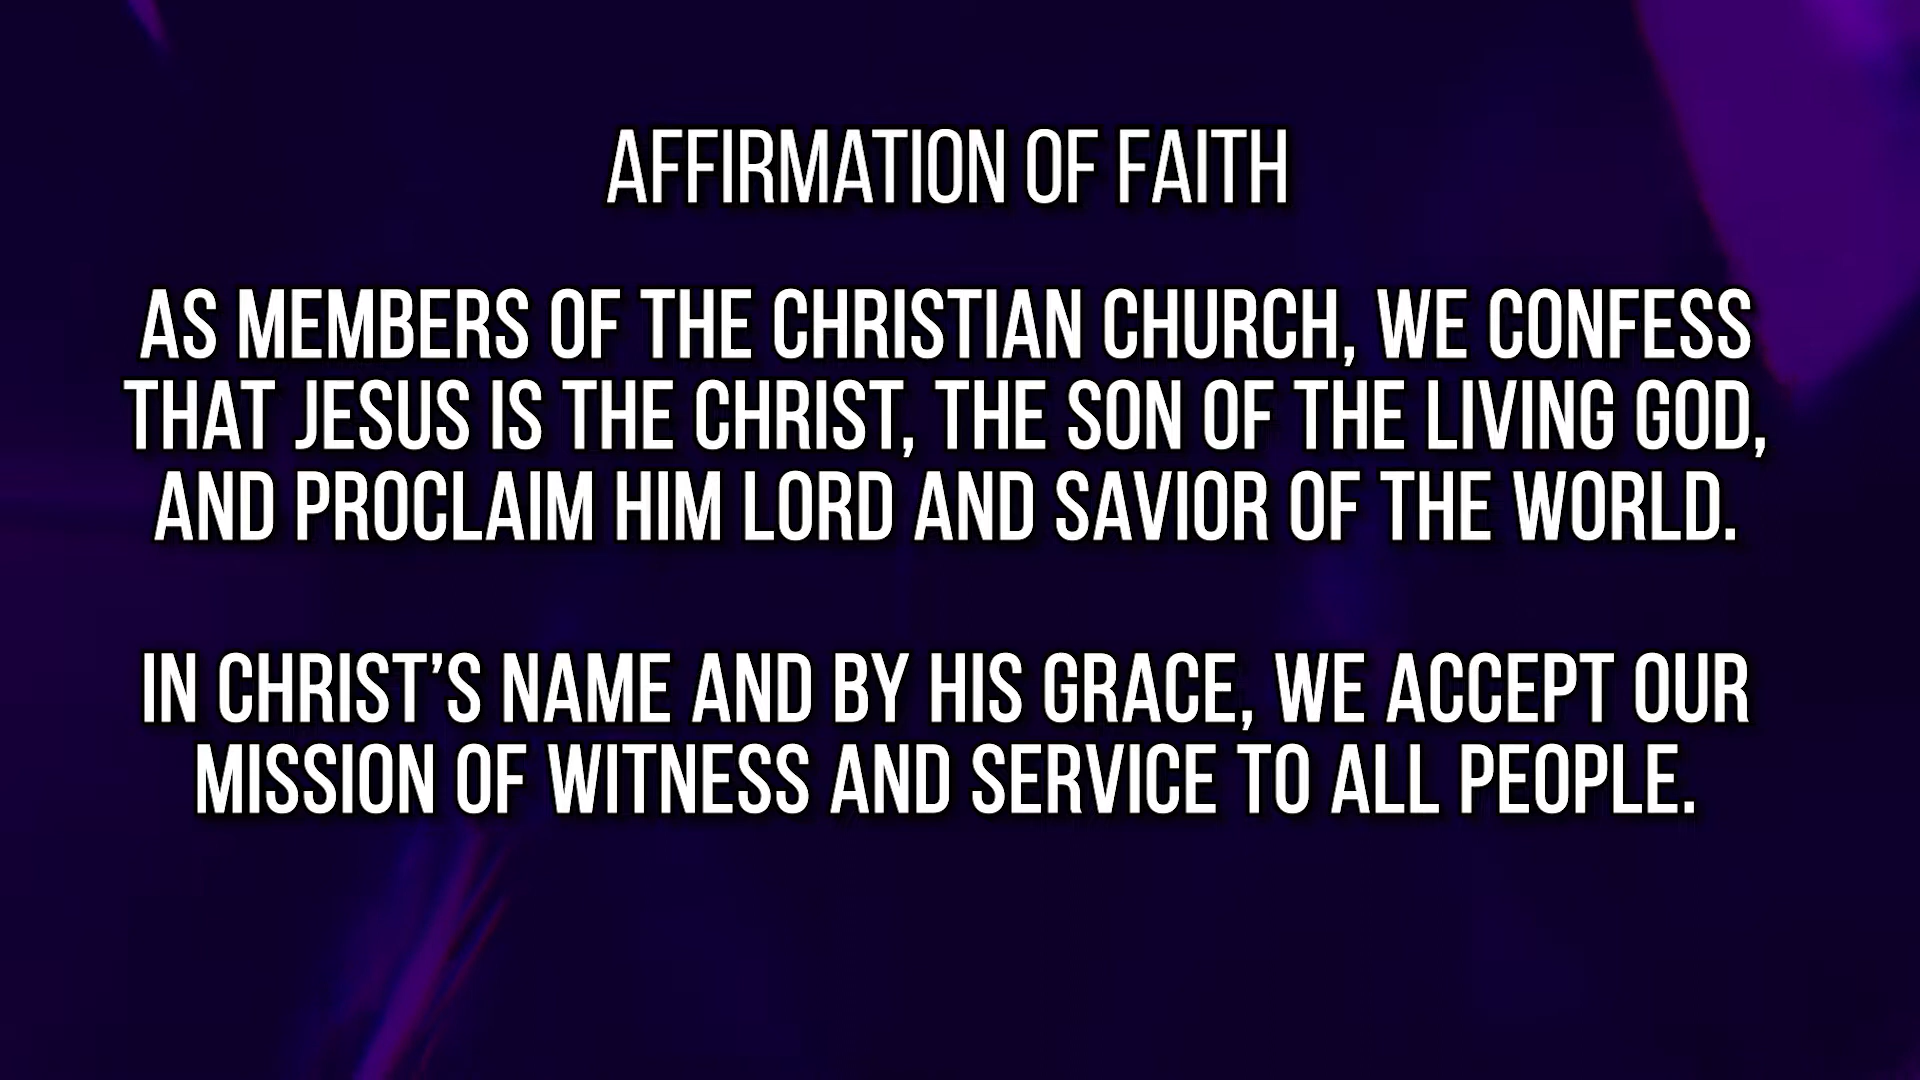 AFFIRMATION OF FAITH
AS MEMBERS OF THE CHRISTIAN CHURCH, WE CONFESS
THAT JESUS IS THE CHRIST, THE SON OF THE LIVING GOD,
AND PROCLAIM HIM LORD AND SAVIOR OF THE WORLD.
IN CHRIST’S NAME AND BY HIS GRACE, WE ACCEPT OUR
MISSION OF WITNESS AND SERVICE TO ALL PEOPLE.